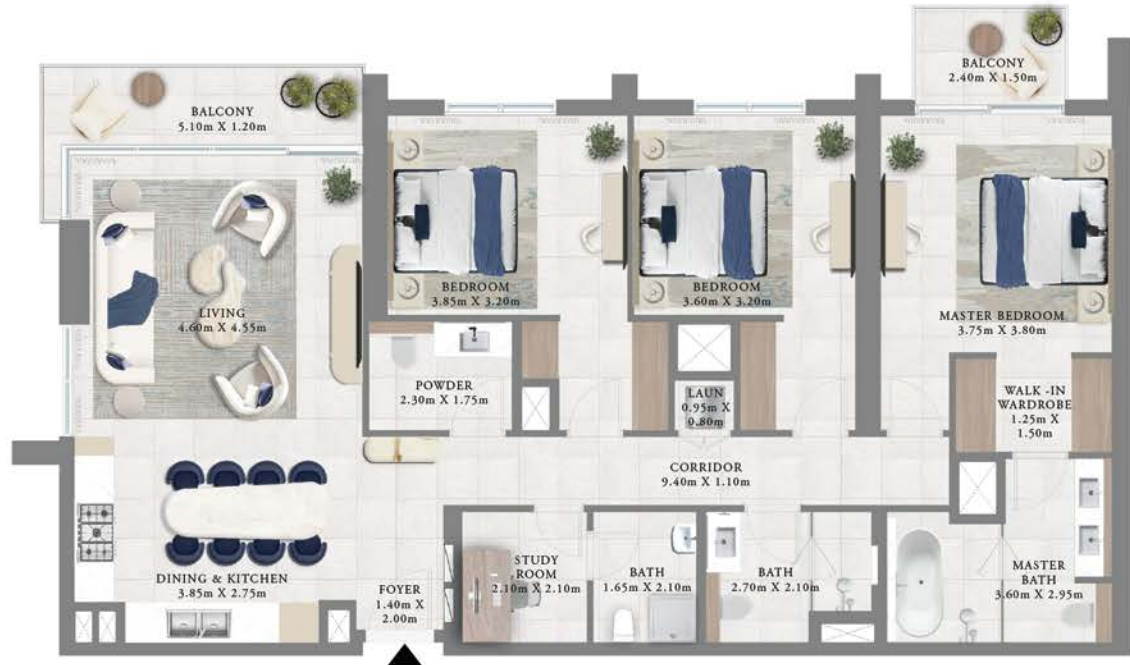 BALCONY
5.10m X 1.20m
BALCONY
2.40m X 1.50m
BEDROOM
3.85m X 3.20m
BEDROOM
3.60m X 3.20m
LIVING
4.60m X 4.55m
MASTER BEDROOM
3.75m X 3.80m
POWDER
2.30m X 1.75m
LAUN
0.95m X
0.80m
WALK -IN
WARDROBE
1.25m X
1.50m
CORRIDOR
9.40m X 1.10m
DINING & KITCHEN
3.85m X 2.75m
FOYER
1.40m X
2.00m
STUDY
ROOM
2.10m X 2.10m
BATH
1.65m X 2.10m
BATH
2.70m X 2.10m
MASTER
BATH
3.60m X 2.95m